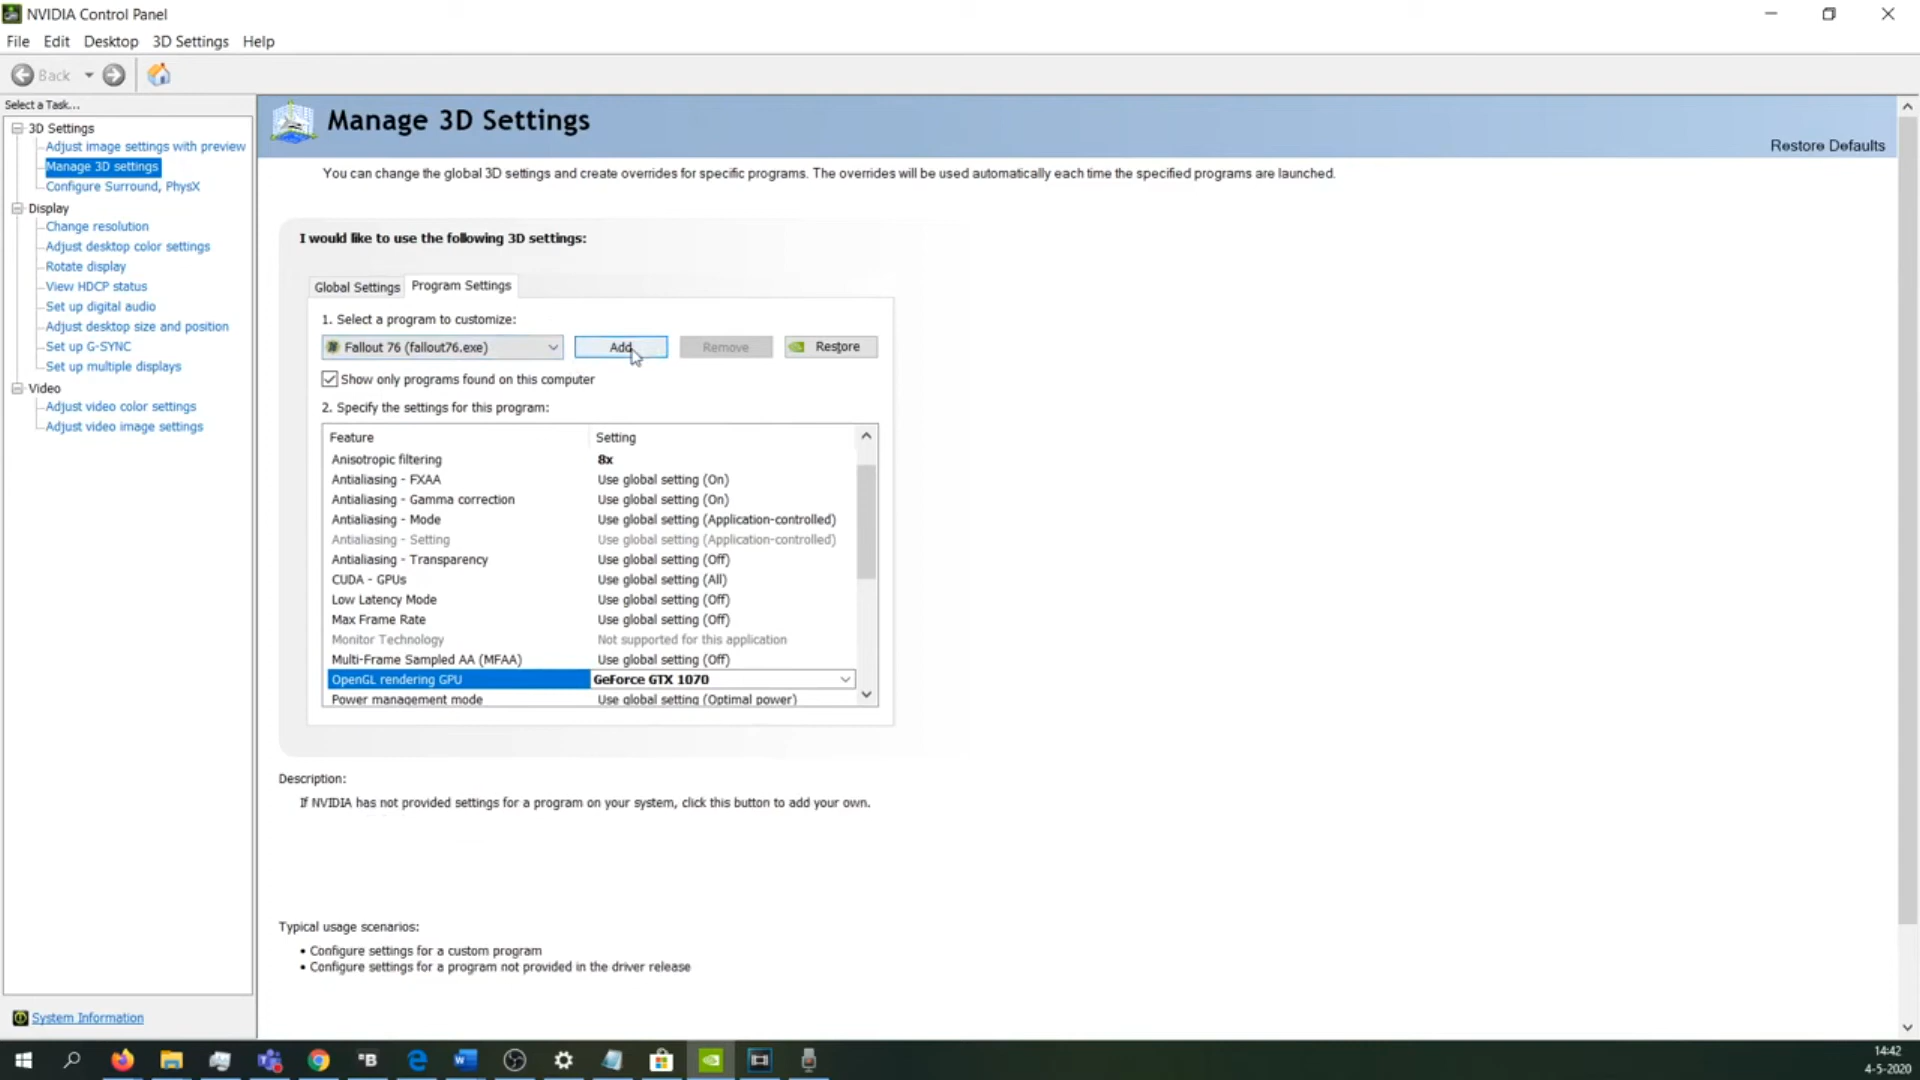 NVIDIA Control Panel
File Edit Desktop 3D Settings Help
Back
Select a Task...
3D Settings
Adjust image settings with preview
Manage 3D settings
Configure Surround, PhysX
Display
Change resolution
Adjust desktop color settings
Rotate display
View HDCP status
Set up digital audio
Adjust desktop size and position
Set up G-SYNC
Set up multiple displays
Video
Adjust video color settings
Adjust video image settings
System Information
Manage 3D Settings
Restore Defaults
You can change the global 3D settings and create overrides for specific programs. The overrides will be used automatically each time the specified programs are launched.
I would like to use the following 3D settings:
Global Settings Program Settings
1. Select a program to customize:
Fallout 76 (fallout76.exe) Add Remove Restore
Show only programs found on this computer
2. Specify the settings for this program:
Feature Setting
Anisotropic filtering 8x
Antialiasing - FXAA Use global setting (On)
Antialiasing - Gamma correction Use global setting (On)
Antialiasing - Mode Use global setting (Application-controlled)
Antialiasing - Setting Use global setting (Application-controlled)
Antialiasing - Transparency Use global setting (Off)
CUDA - GPUs Use global setting (All)
Low Latency Mode Use global setting (Off)
Max Frame Rate Use global setting (Off)
Monitor Technology Not supported for this application
Multi-Frame Sampled AA (MFAA) Use global setting (Off)
OpenGL rendering GPU GeForce GTX 1070
Power management mode Use global setting (Optimal power)
Description:
If NVIDIA has not provided settings for a program on your system, click this button to add your own.
Typical usage scenarios:
• Configure settings for a custom program
• Configure settings for a program not provided in the driver release
14:42
4-5-2020